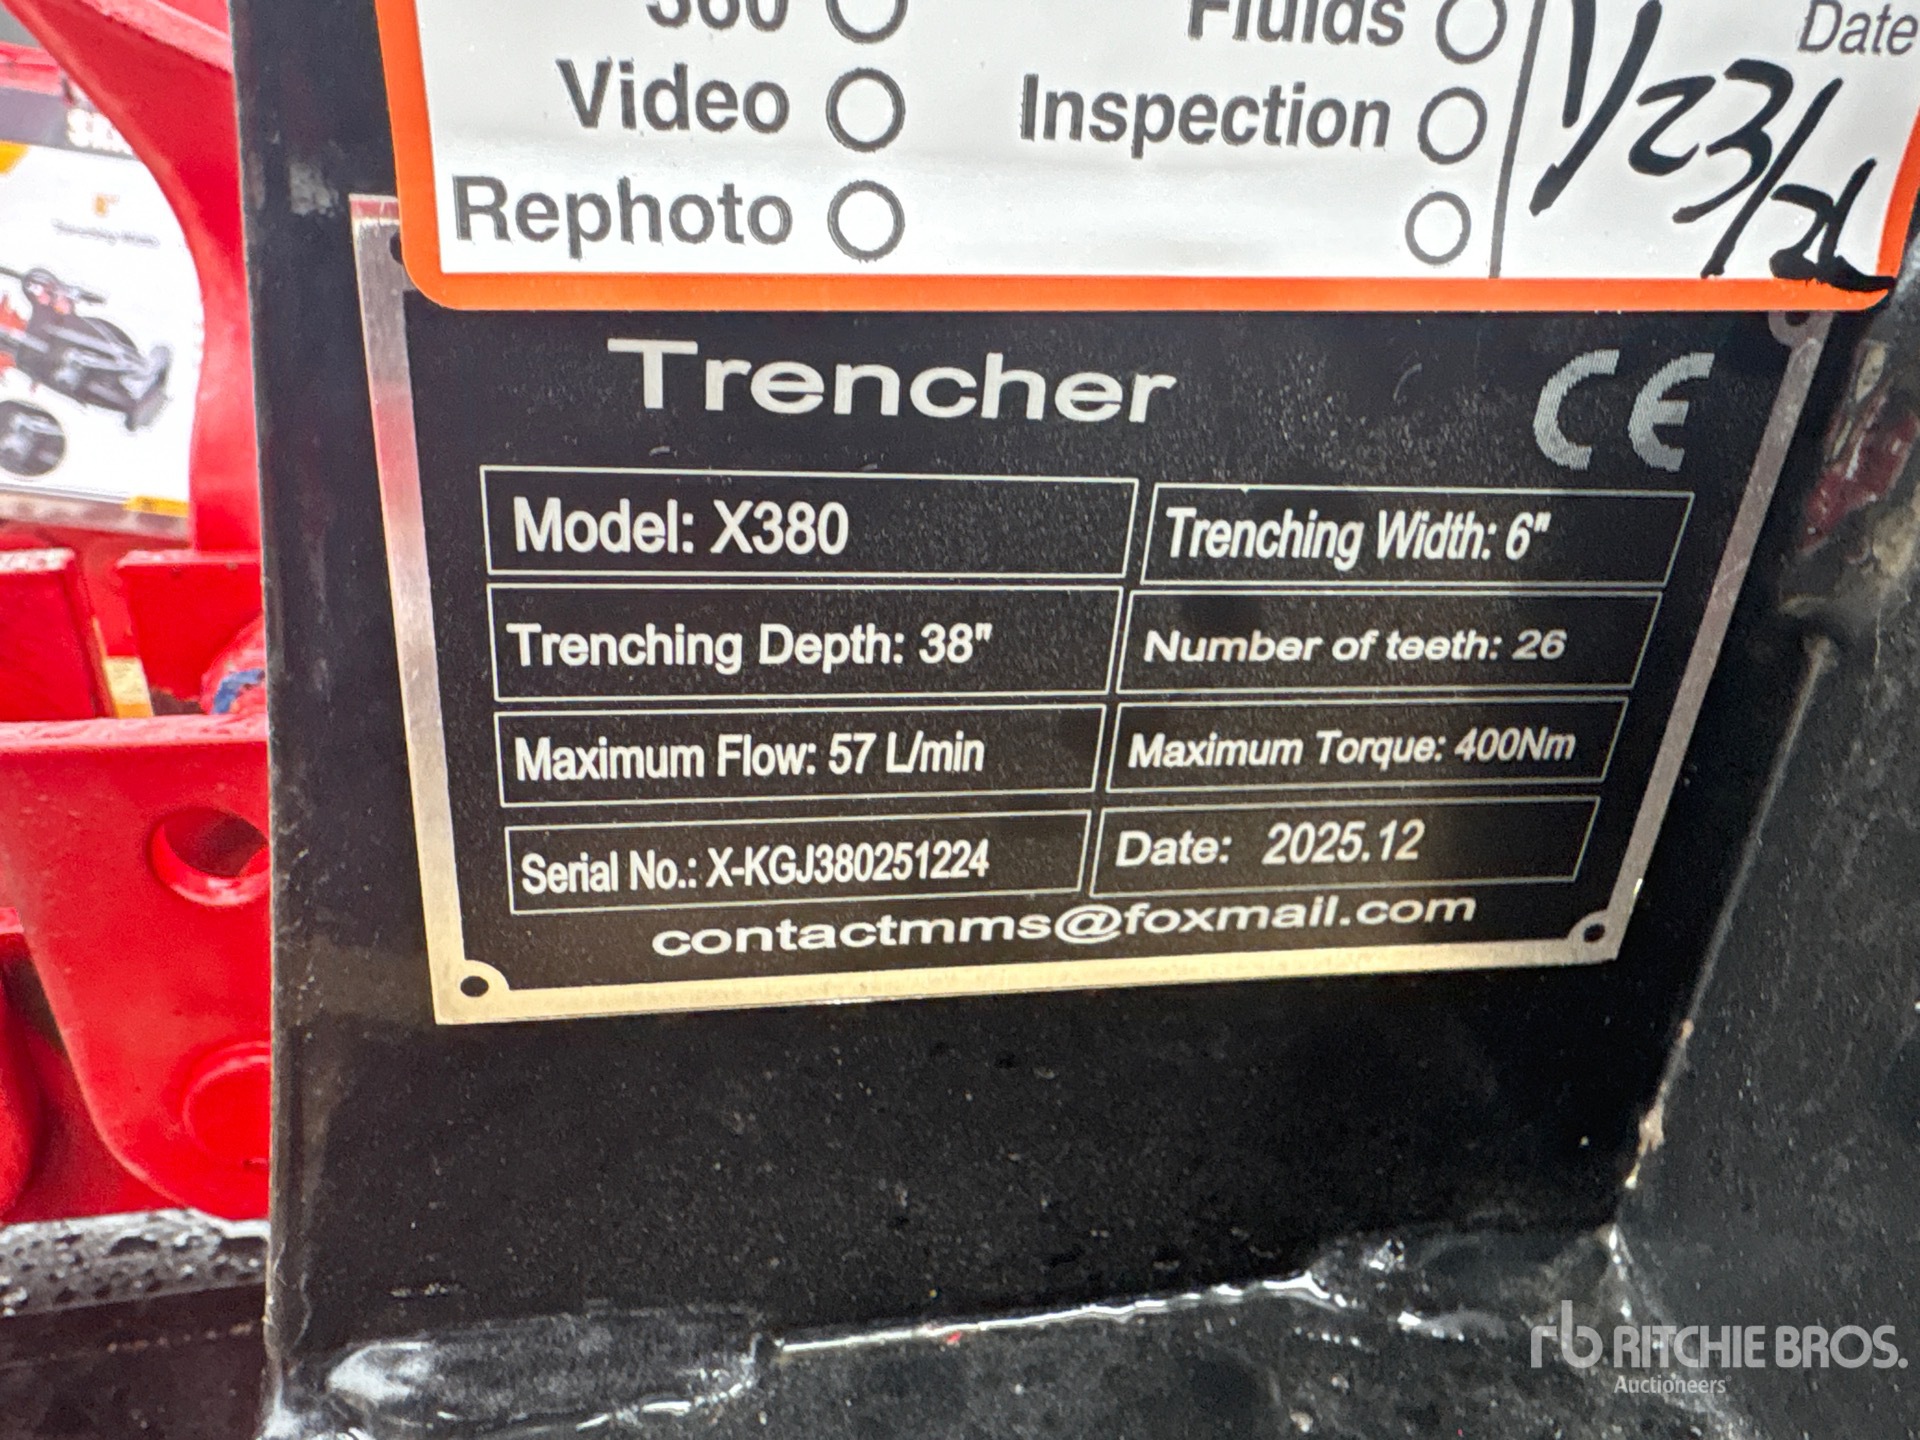 360
Fluids
Date
Video
Inspection
1/23/26
Rephoto
Trencher
CE
Model: X380
Trenching Width: 6"
Trenching Depth: 38"
Number of teeth: 26
Maximum Flow: 57 L/min
Maximum Torque: 400Nm
Serial No.: X-KGJ380251224
Date: 2025.12
contactmms@foxmail.com
rb RITCHIE BROS.
Auctioneers